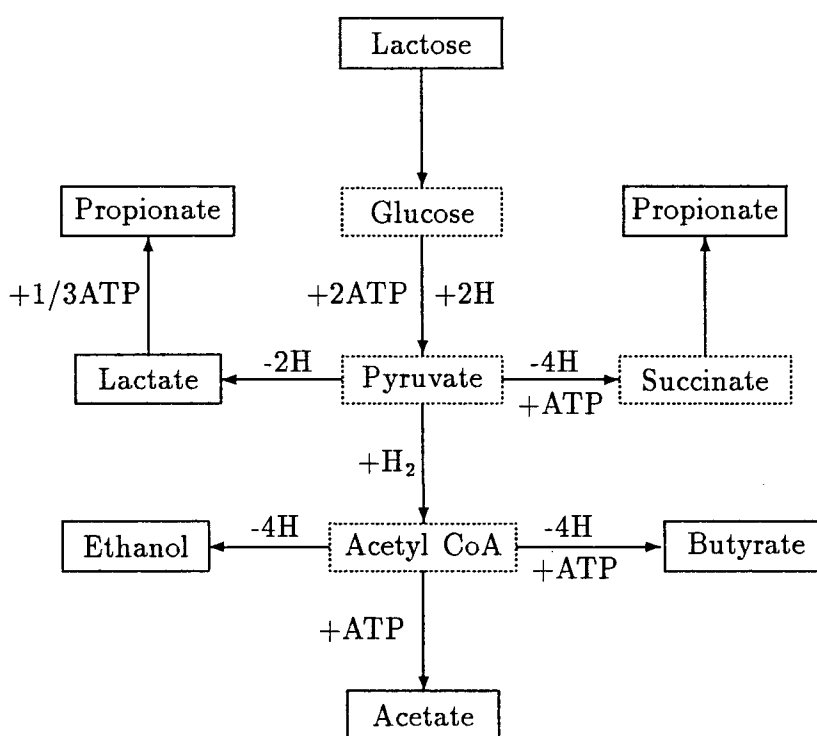 Lactose
Propionate
Glucose
Propionate
+1/3ATP
+2ATP
+2H
Lactate
-2H
Pyruvate
-4H
+ATP
Succinate
+H₂
Ethanol
-4H
Acetyl CoA
-4H
+ATP
Butyrate
+ATP
Acetate